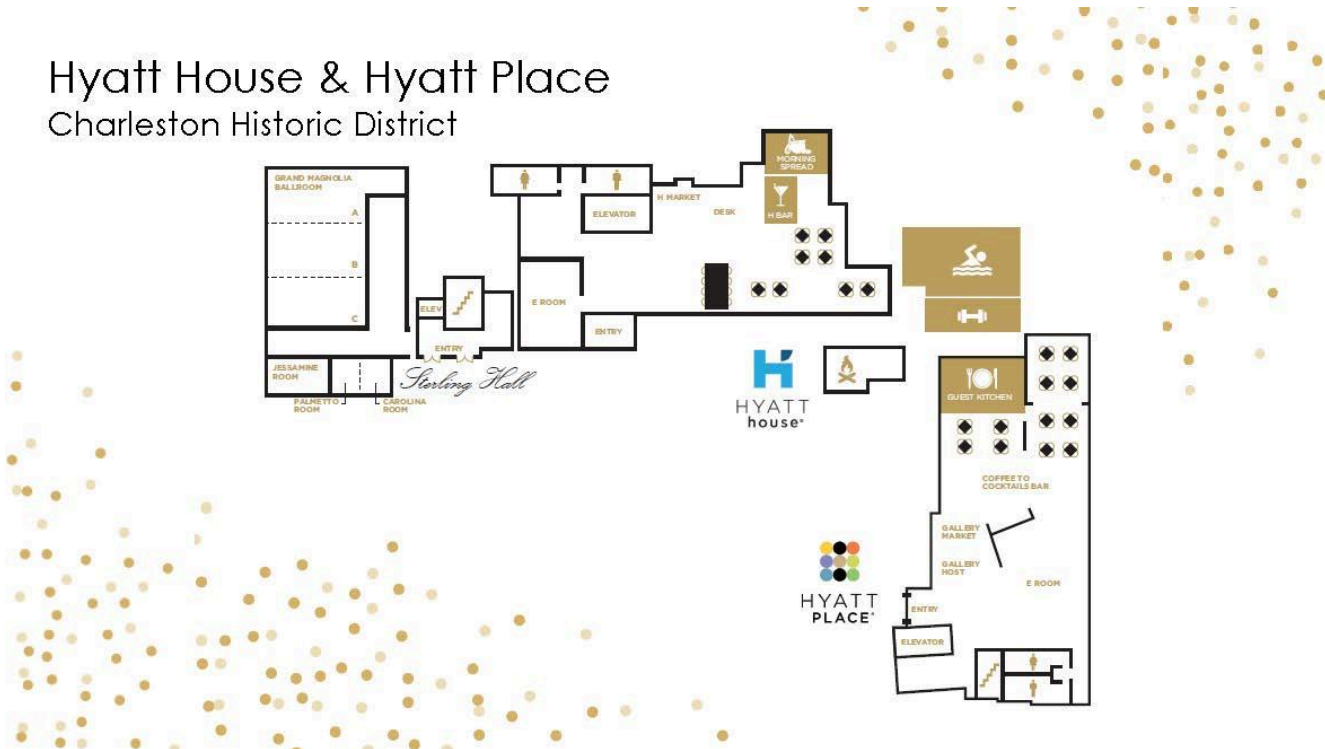 Hyatt House & Hyatt Place
Charleston Historic District
GRAND MAGNOLIA
BALLROOM
A
B
C
JESSAMINE
ROOM
PALMETTO
ROOM
CAROLINA
ROOM
ELEV
ENTRY
Sterling Hall
ELEVATOR
E ROOM
ENTRY
H MARKET
DESK
MORNING
SPREAD
H BAR
HYATT
house®
GUEST KITCHEN
COFFEE TO
COCKTAILS BAR
GALLERY
MARKET
GALLERY
HOST
E ROOM
HYATT
PLACE®
ENTRY
ELEVATOR